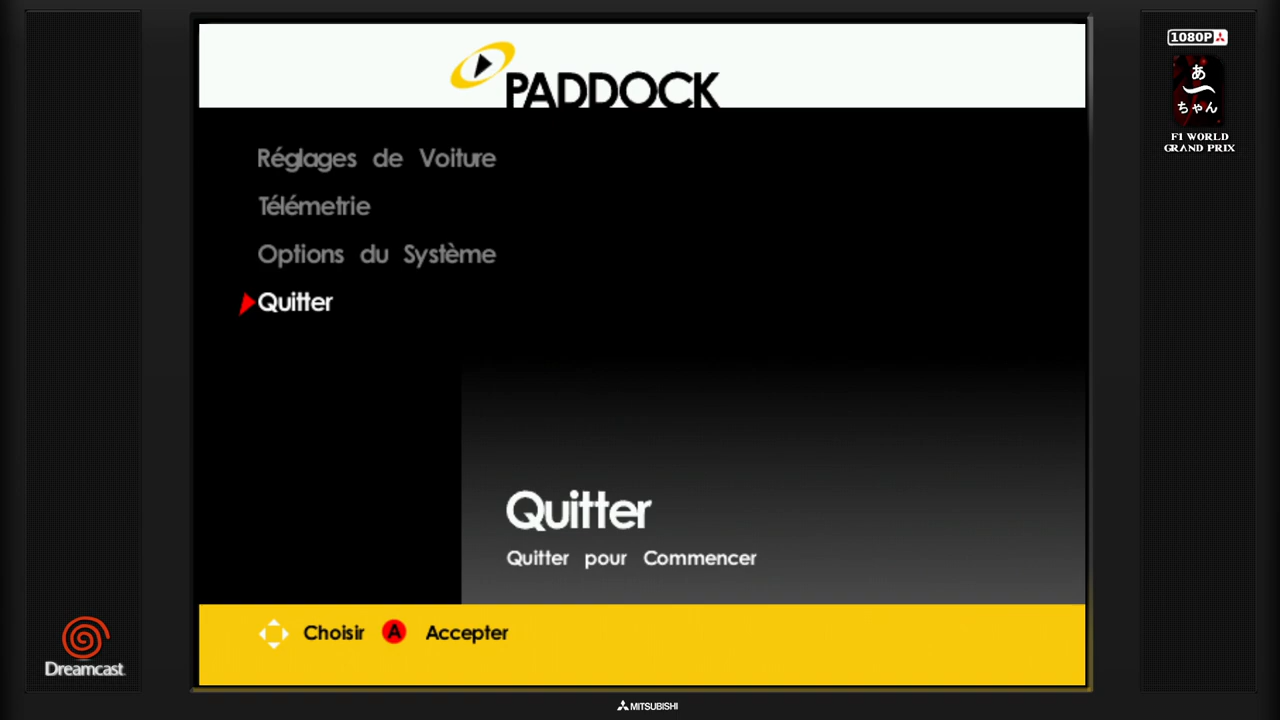 PADDOCK
Réglages de Voiture
Télémetrie
Options du Système
Quitter
Quitter
Quitter pour Commencer
Choisir A Accepter
1080P
あ
ー
ちゃん
F1 WORLD
GRAND PRIX
Dreamcast
MITSUBISHI